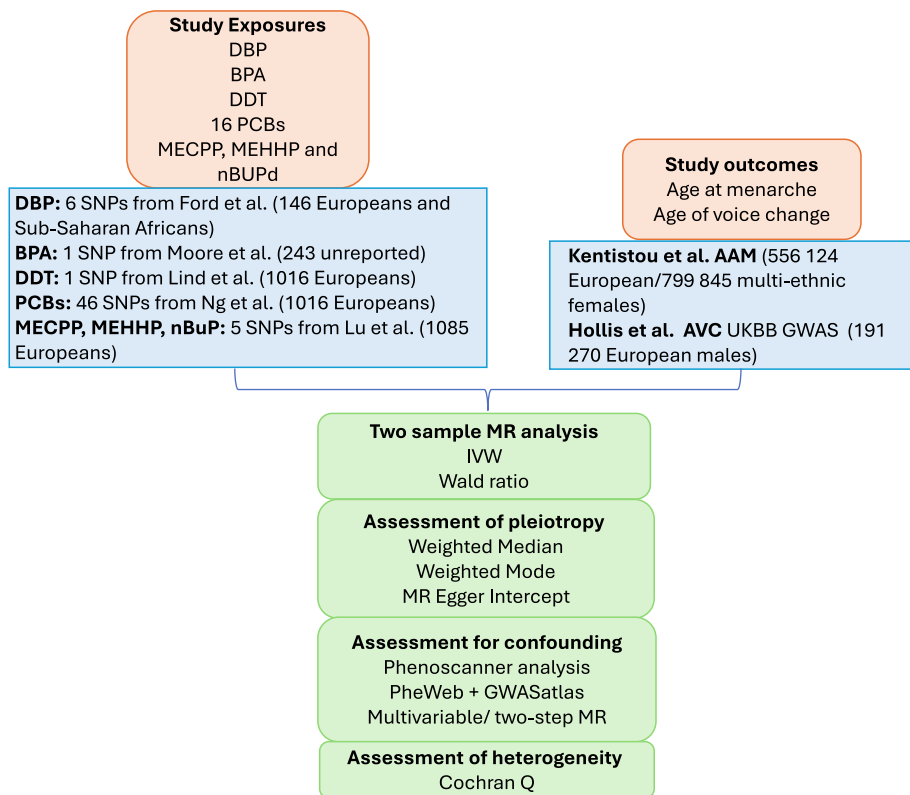 Study Exposures
DBP
BPA
DDT
16 PCBs
MECPP, MEHHP and
nBUPd
DBP: 6 SNPs from Ford et al. (146 Europeans and
Sub-Saharan Africans)
BPA: 1 SNP from Moore et al. (243 unreported)
DDT: 1 SNP from Lind et al. (1016 Europeans)
PCBs: 46 SNPs from Ng et al. (1016 Europeans)
MECPP, MEHHP, nBuP: 5 SNPs from Lu et al. (1085
Europeans)
Study outcomes
Age at menarche
Age of voice change
Kentistou et al. AAM (556 124
European/799 845 multi-ethnic
females)
Hollis et al. AVC UKBB GWAS (191
270 European males)
Two sample MR analysis
IVW
Wald ratio
Assessment of pleiotropy
Weighted Median
Weighted Mode
MR Egger Intercept
Assessment for confounding
Phenoscanner analysis
PheWeb + GWASatlas
Multivariable/ two-step MR
Assessment of heterogeneity
Cochran Q